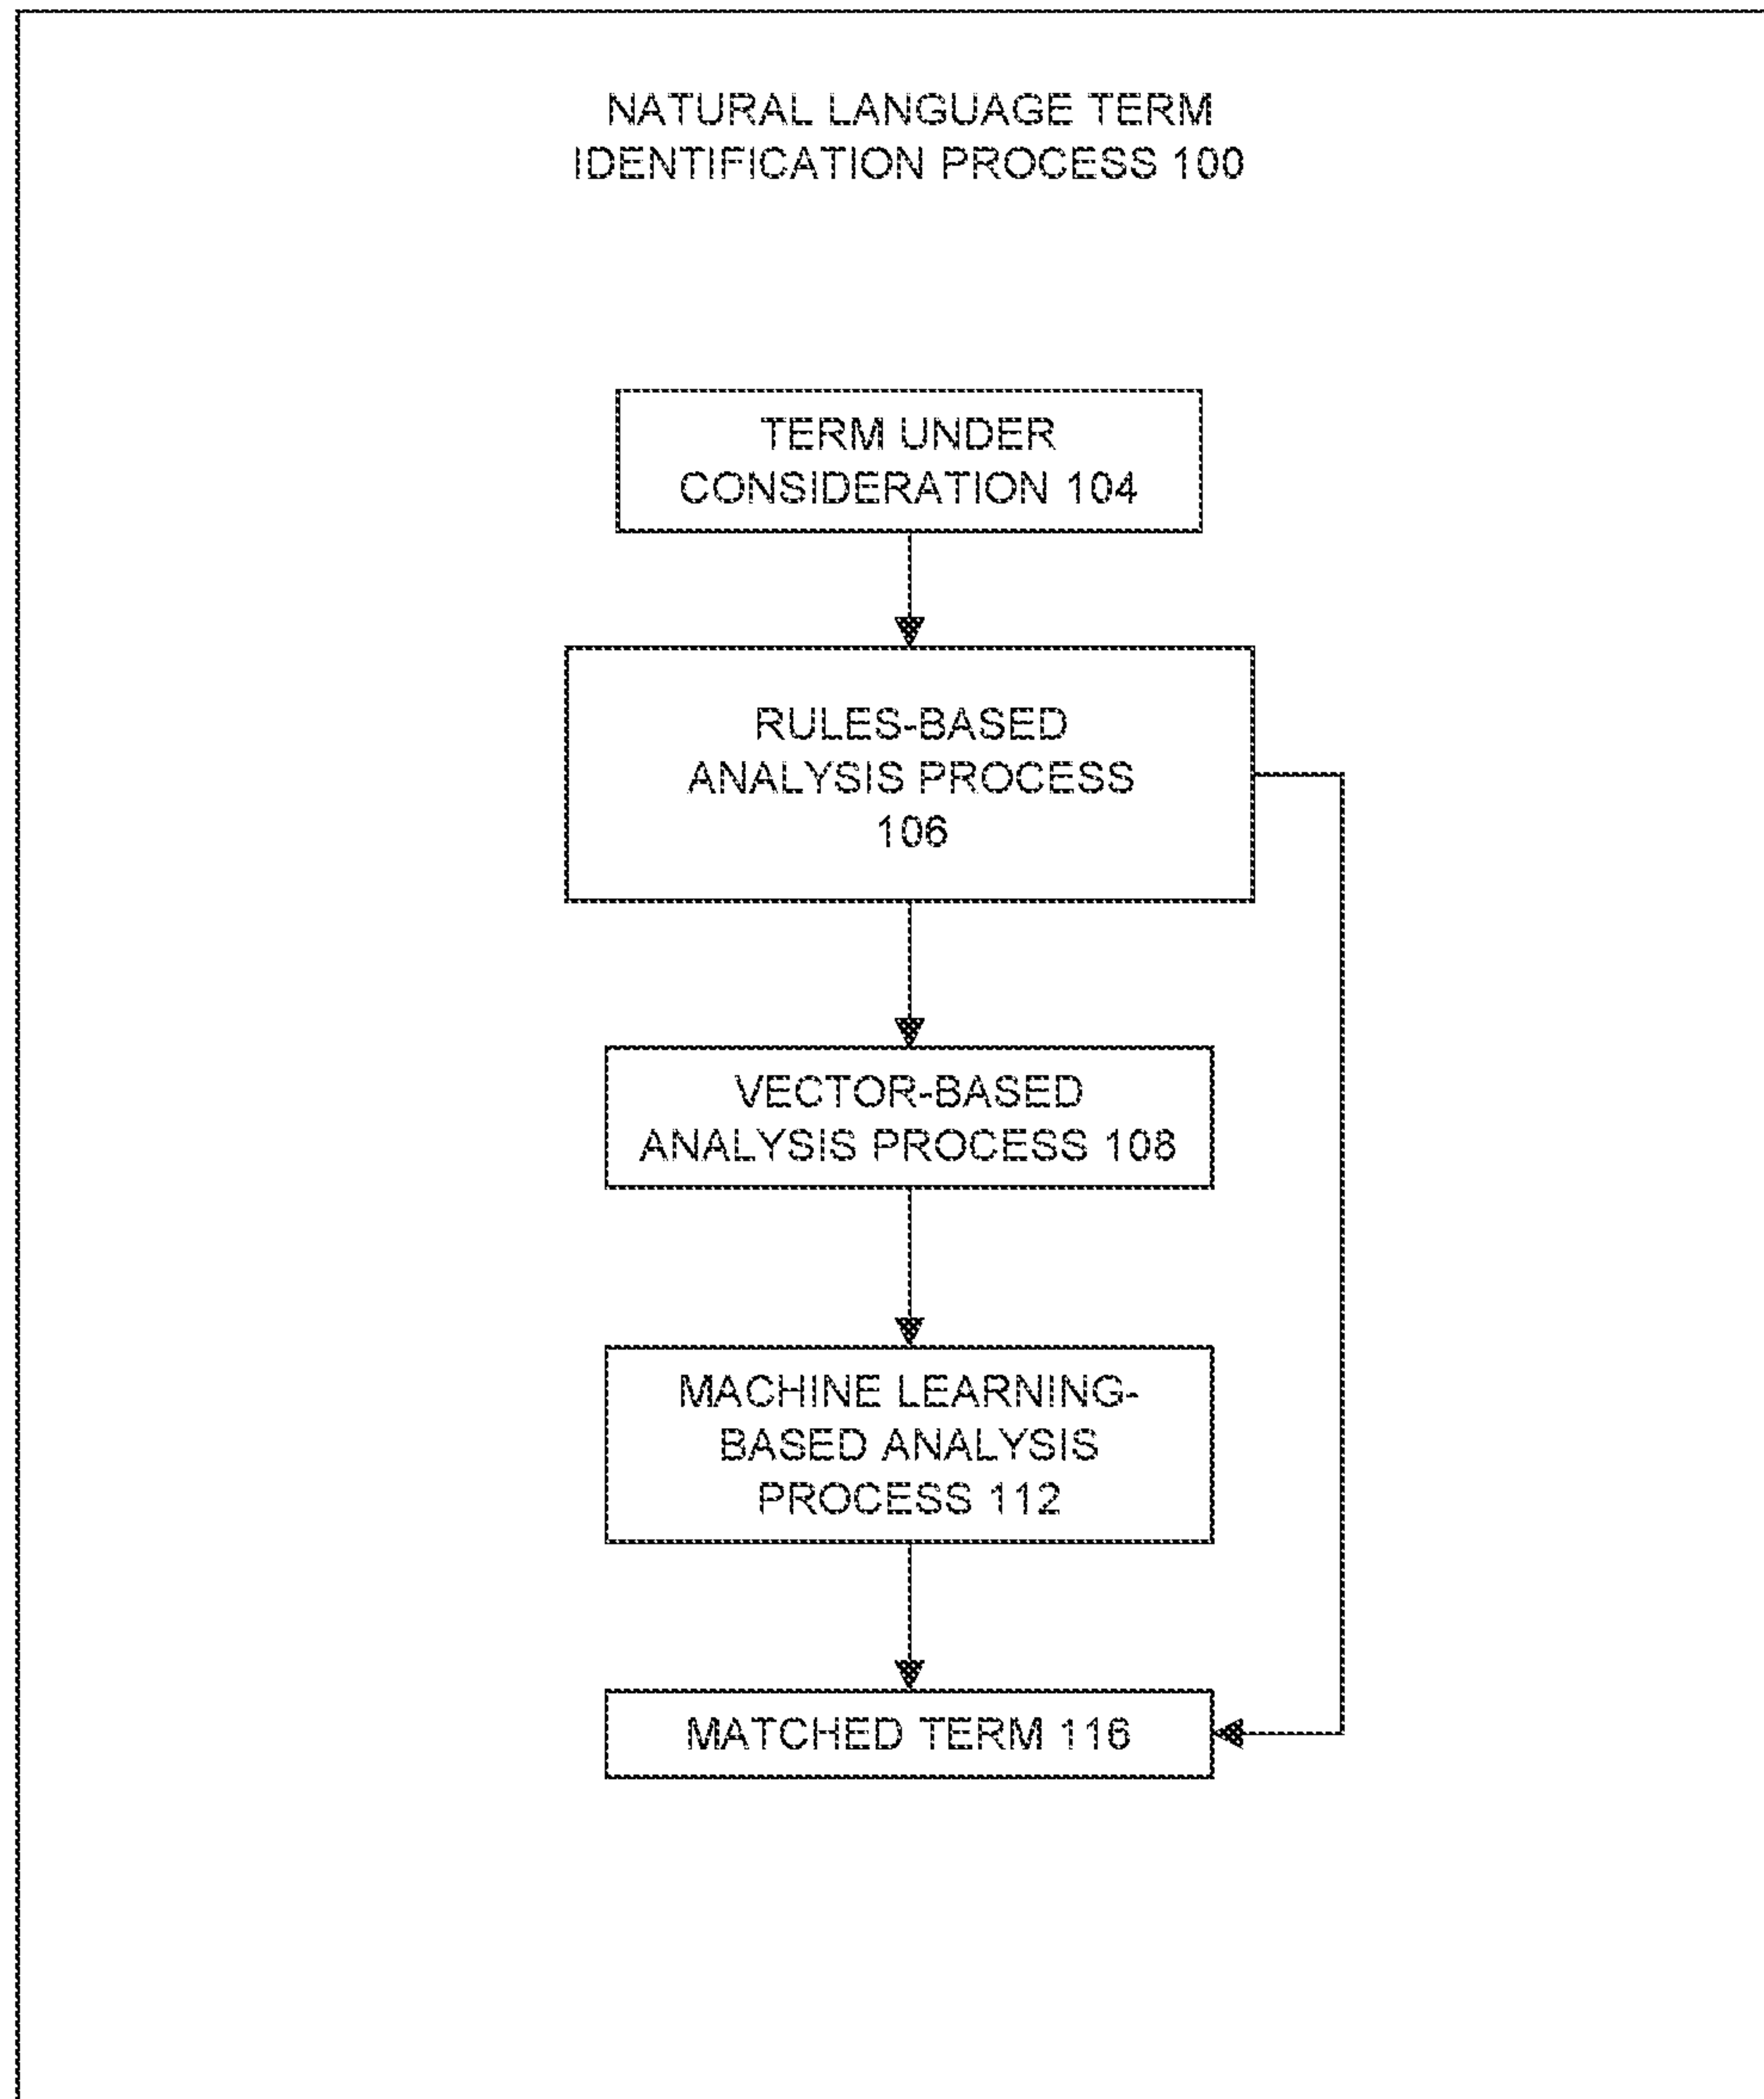 NATURAL LANGUAGE TERM
IDENTIFICATION PROCESS 100
TERM UNDER
CONSIDERATION 104
RULES-BASED
ANALYSIS PROCESS
106
VECTOR-BASED
ANALYSIS PROCESS 108
MACHINE LEARNING-
BASED ANALYSIS
PROCESS 112
MATCHED TERM 116